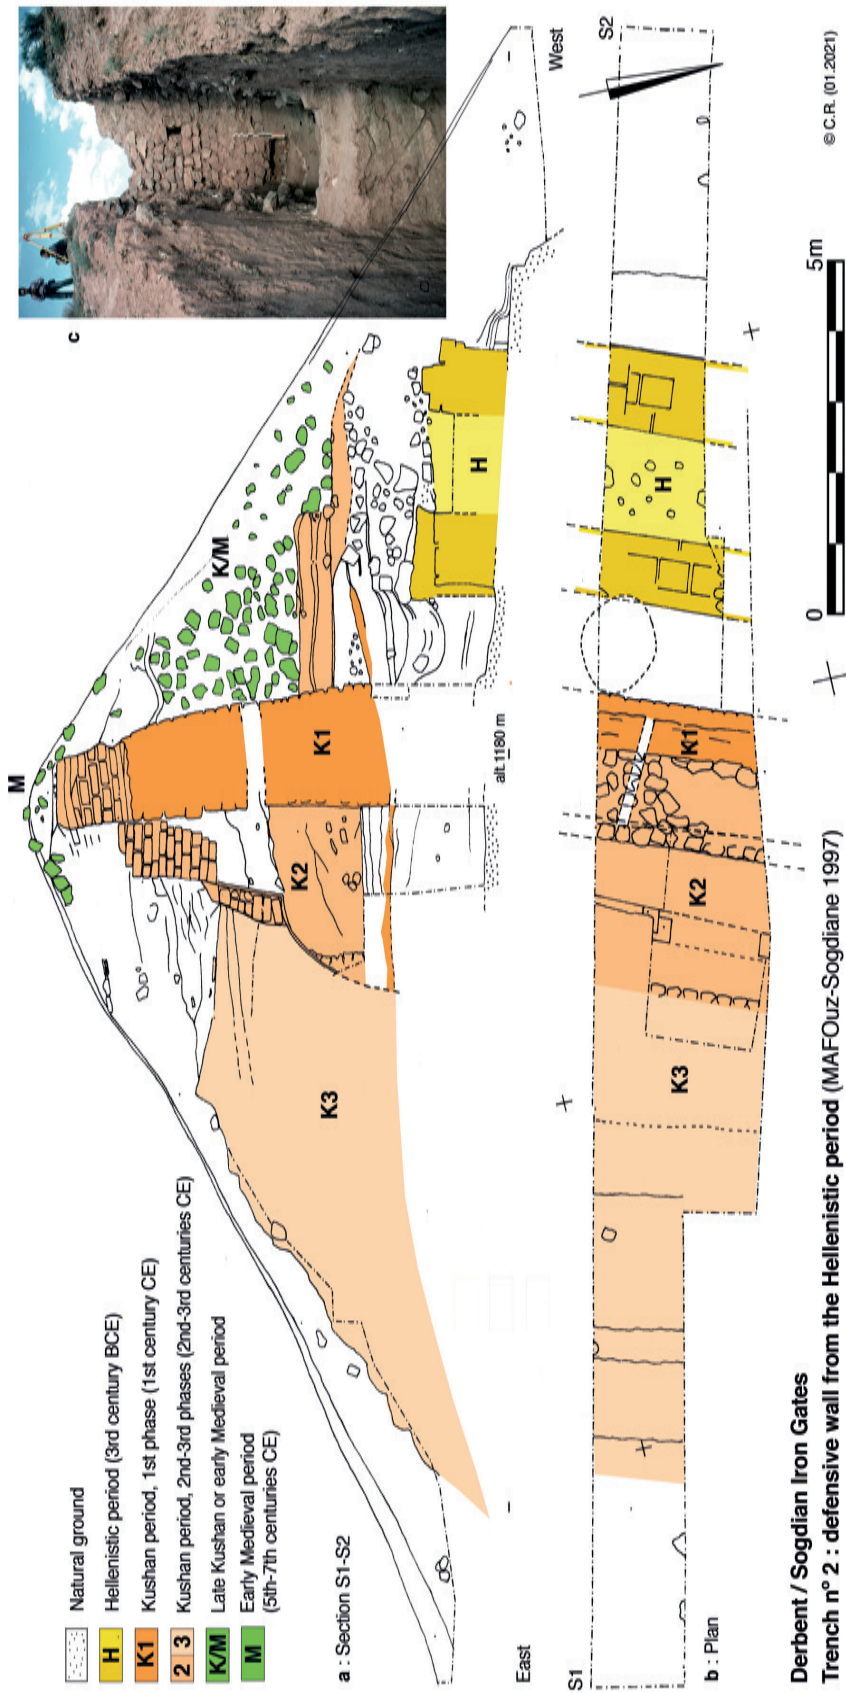 Natural ground
H Hellenistic period (3rd century BCE)
K1 Kushan period, 1st phase (1st century CE)
2 3 Kushan period, 2nd-3rd phases (2nd-3rd centuries CE)
K/M Late Kushan or early Medieval period
M Early Medieval period
(5th-7th centuries CE)
a : Section S1-S2
East
West
M
K/M
K1
K2
K3
H
alt.1180 m
c
S1
S2
K3
K2
K1
H
b : Plan
0
5m
© C.R. (01.2021)
Derbent / Sogdian Iron Gates
Trench n° 2 : defensive wall from the Hellenistic period (MAFOuz-Sogdiane 1997)